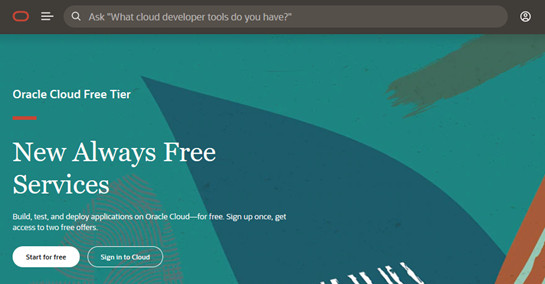 Ask "What cloud developer tools do you have?"
Oracle Cloud Free Tier
New Always Free
Services
Build, test, and deploy applications on Oracle Cloud—for free. Sign up once, get
access to two free offers.
Start for free
Sign in to Cloud